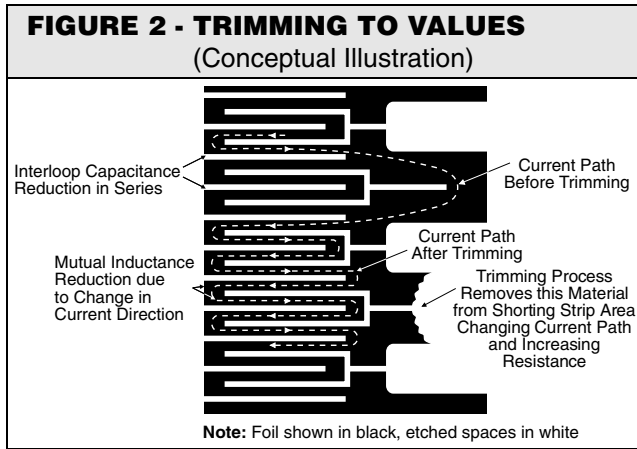 FIGURE 2 - TRIMMING TO VALUES
(Conceptual Illustration)
Interloop Capacitance
Reduction in Series
Current Path
Before Trimming
Current Path
After Trimming
Mutual Inductance
Reduction due
to Change in
Current Direction
Trimming Process
Removes this Material
from Shorting Strip Area
Changing Current Path
and Increasing
Resistance
Note: Foil shown in black, etched spaces in white